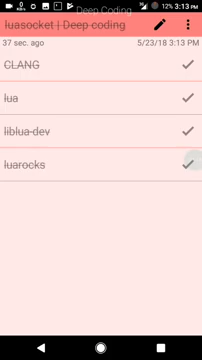 12% 3:13 PM
Deep Coding
luasocket | Deep coding
37 sec. ago 5/23/18 3:13 PM
CLANG
lua
liblua-dev
luarocks